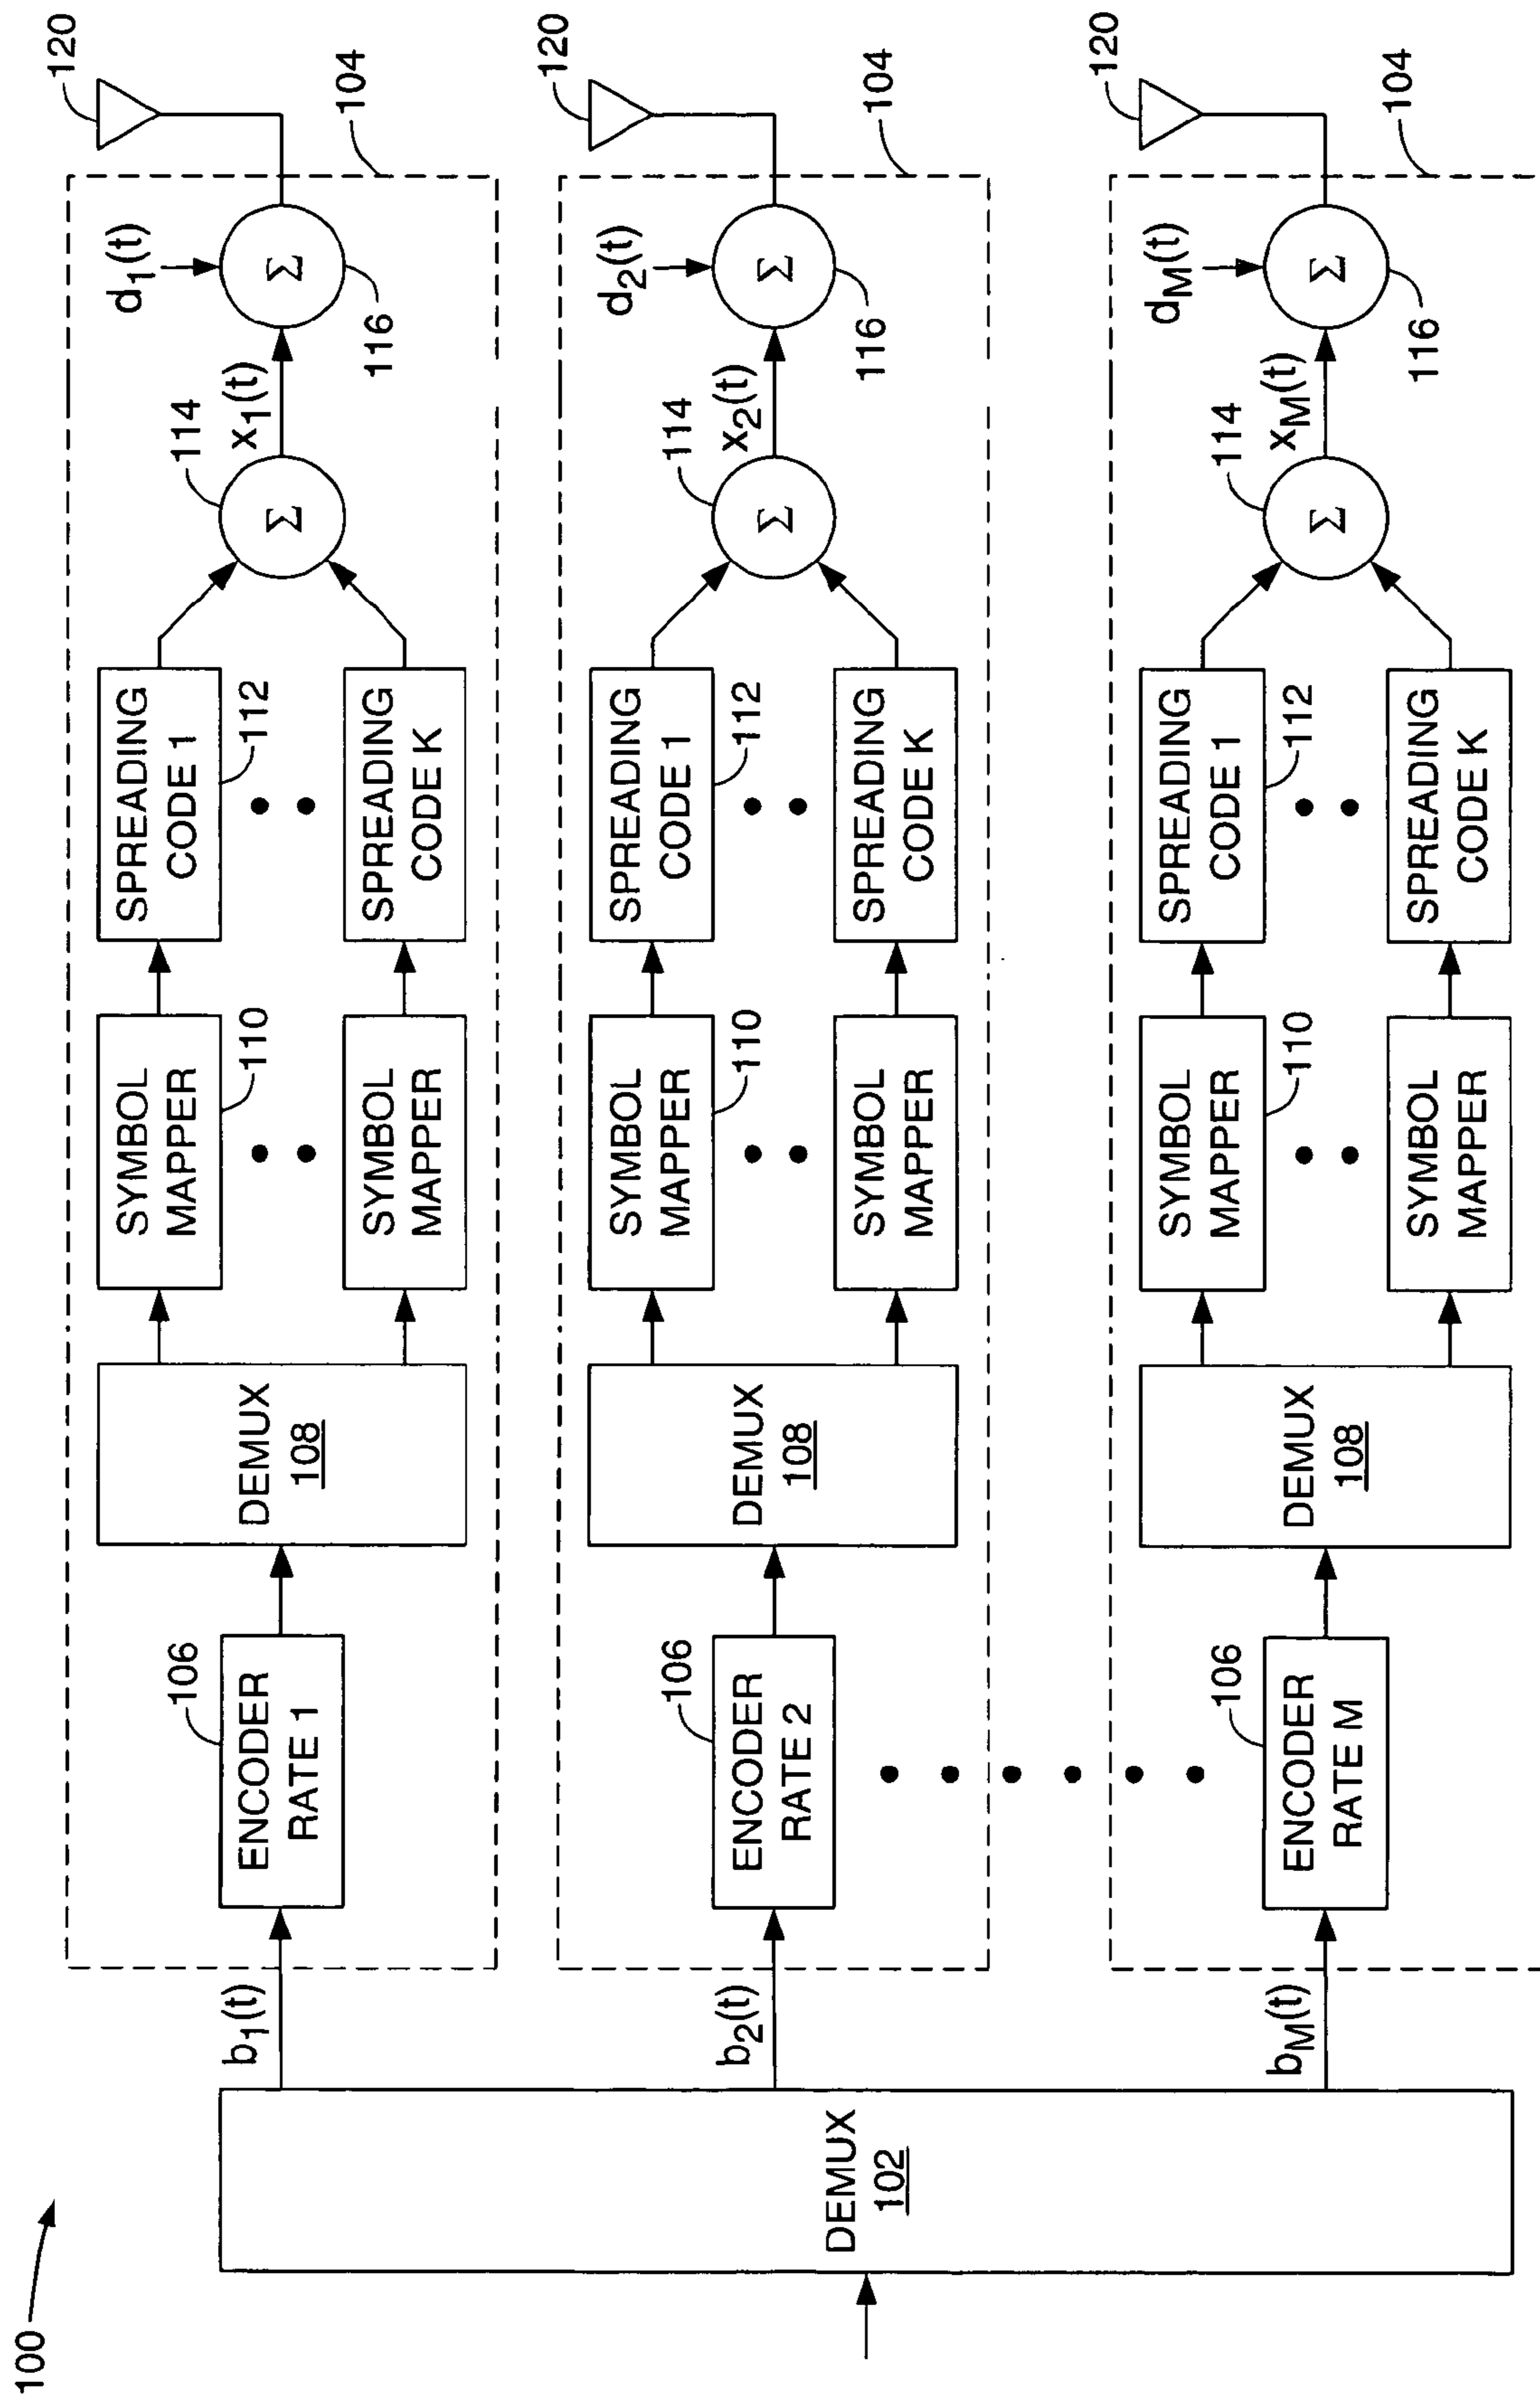 100
DEMUX
102
b1(t)
106
ENCODER
RATE 1
DEMUX
108
SYMBOL
MAPPER
110
SYMBOL
MAPPER
SPREADING
CODE 1
112
SPREADING
CODE K
114
Σ
x1(t)
d1(t)
Σ
116
104
120
b2(t)
106
ENCODER
RATE 2
DEMUX
108
SYMBOL
MAPPER
110
SYMBOL
MAPPER
SPREADING
CODE 1
112
SPREADING
CODE K
114
Σ
x2(t)
d2(t)
Σ
116
104
120
bM(t)
106
ENCODER
RATE M
DEMUX
108
SYMBOL
MAPPER
110
SYMBOL
MAPPER
SPREADING
CODE 1
112
SPREADING
CODE K
114
Σ
xM(t)
dM(t)
Σ
116
104
120